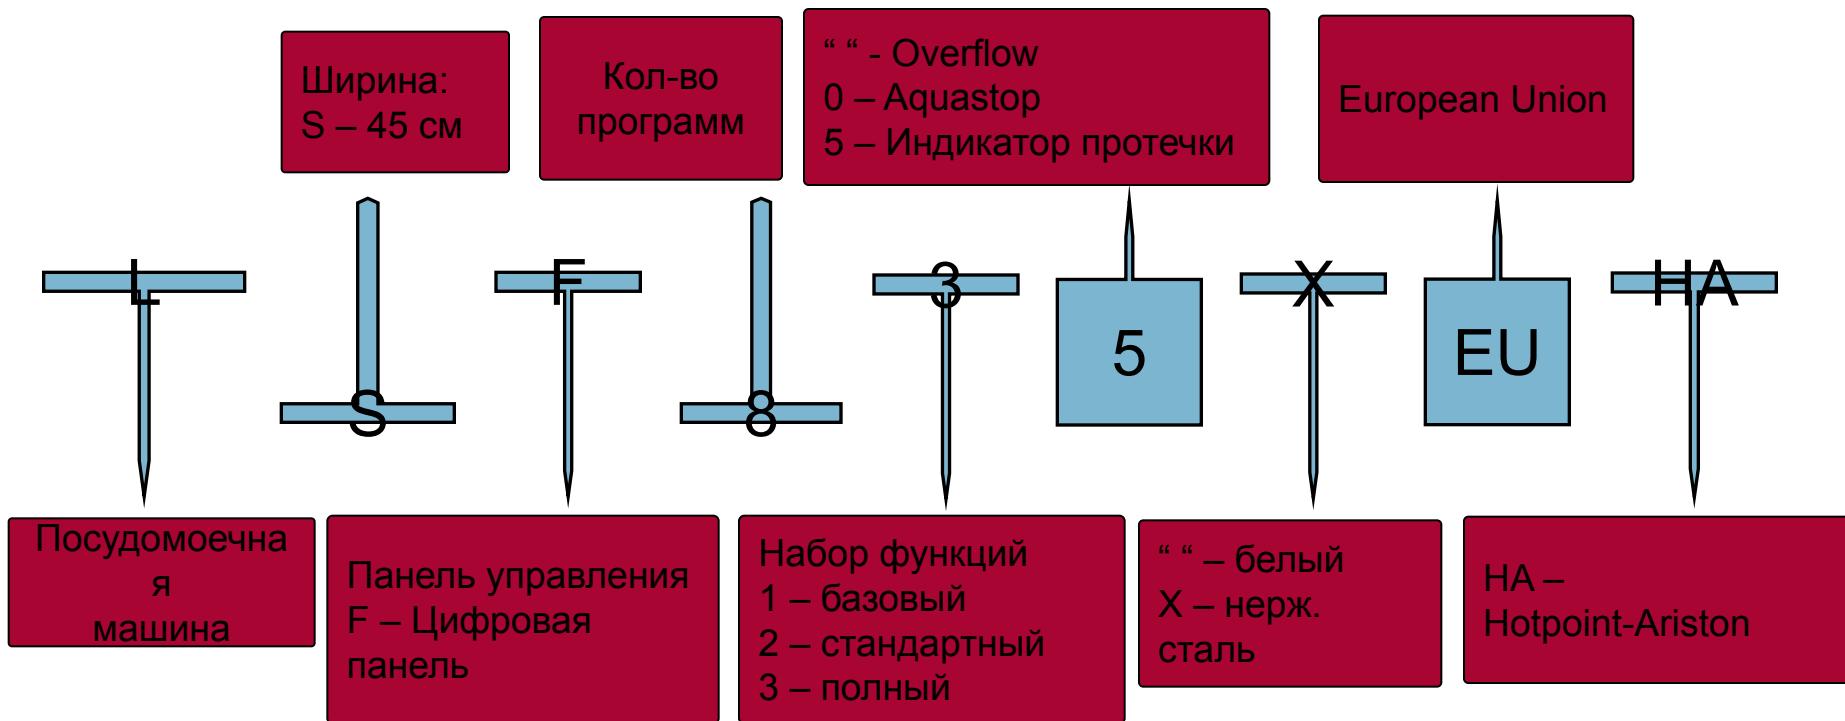 Ширина:
S – 45 см
Кол-во
программ
“ “ - Overflow
0 – Aquastop
5 – Индикатор протечки
European Union
L
S
F
8
3
5
X
EU
HA
Посудомоечна
я
машина
Панель управления
F – Цифровая
панель
Набор функций
1 – базовый
2 – стандартный
3 – полный
“ “ – белый
X – нерж.
сталь
HA –
Hotpoint-Ariston